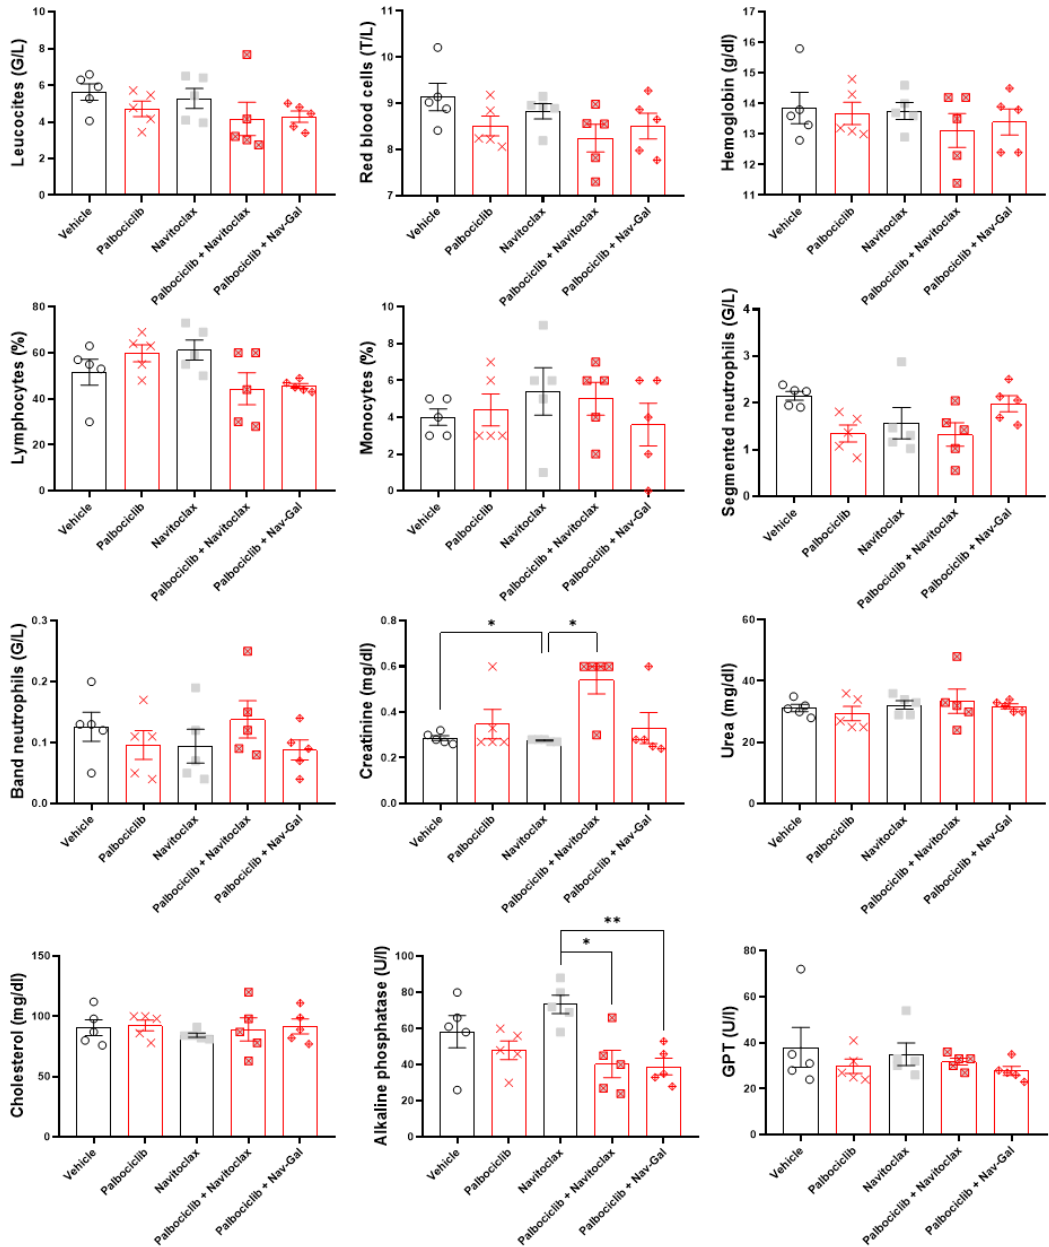 Leucocites (G/L)
10
8
6
4
2
0
Vehicle
Palbociclib
Navitoclax
Palbociclib + Navitoclax
Palbociclib + Nav-Gal
Red blood cells (T/L)
11
10
9
8
7
Vehicle
Palbociclib
Navitoclax
Palbociclib + Navitoclax
Palbociclib + Nav-Gal
Hemoglobin (g/dl)
17
16
15
14
13
12
11
Vehicle
Palbociclib
Navitoclax
Palbociclib + Navitoclax
Palbociclib + Nav-Gal
Lymphocytes (%)
80
60
40
20
0
Vehicle
Palbociclib
Navitoclax
Palbociclib + Navitoclax
Palbociclib + Nav-Gal
Monocytes (%)
10
8
6
4
2
0
Vehicle
Palbociclib
Navitoclax
Palbociclib + Navitoclax
Palbociclib + Nav-Gal
Segmented neutrophils (G/L)
4
3
2
1
0
Vehicle
Palbociclib
Navitoclax
Palbociclib + Navitoclax
Palbociclib + Nav-Gal
Band neutrophils (G/L)
0.3
0.2
0.1
0.0
Vehicle
Palbociclib
Navitoclax
Palbociclib + Navitoclax
Palbociclib + Nav-Gal
Creatinine (mg/dl)
0.8
0.6
0.4
0.2
0.0
* *
Vehicle
Palbociclib
Navitoclax
Palbociclib + Navitoclax
Palbociclib + Nav-Gal
Urea (mg/dl)
60
40
20
0
Vehicle
Palbociclib
Navitoclax
Palbociclib + Navitoclax
Palbociclib + Nav-Gal
Cholesterol (mg/dl)
150
100
50
0
Vehicle
Palbociclib
Navitoclax
Palbociclib + Navitoclax
Palbociclib + Nav-Gal
Alkaline phosphatase (U/l)
100
80
60
40
20
0
**
*
Vehicle
Palbociclib
Navitoclax
Palbociclib + Navitoclax
Palbociclib + Nav-Gal
GPT (U/l)
80
60
40
20
0
Vehicle
Palbociclib
Navitoclax
Palbociclib + Navitoclax
Palbociclib + Nav-Gal